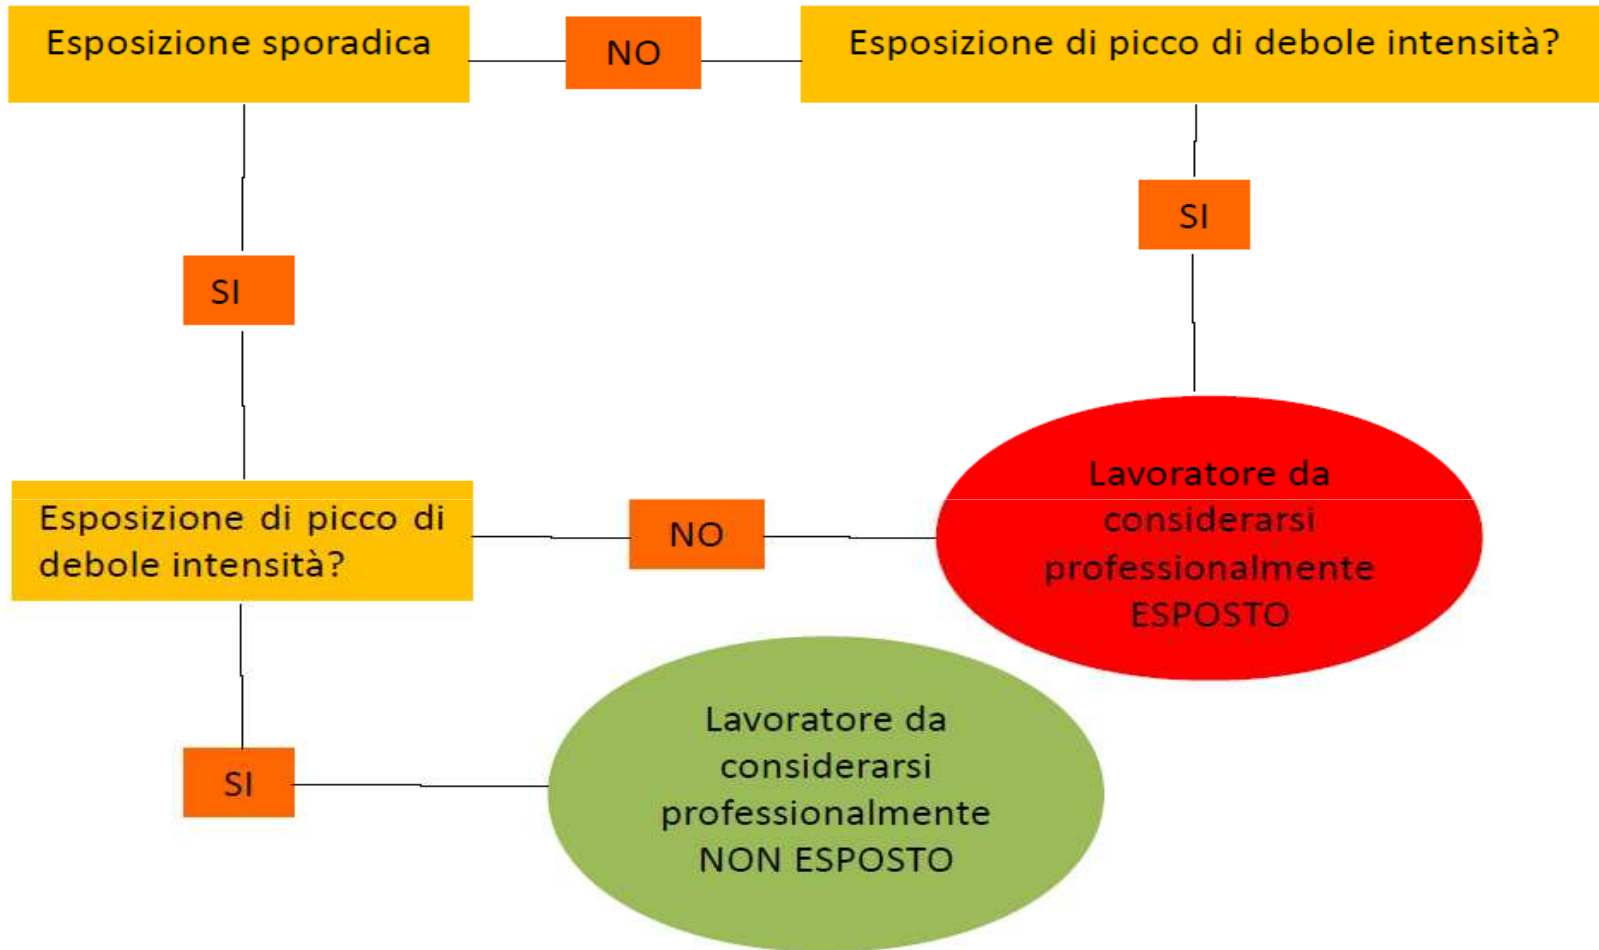 Esposizione sporadica
NO
Esposizione di picco di debole intensità?
SI
SI
Esposizione di picco di
debole intensità?
NO
Lavoratore da
considerarsi
professionalmente
ESPOSTO
SI
Lavoratore da
considerarsi
professionalmente
NON ESPOSTO